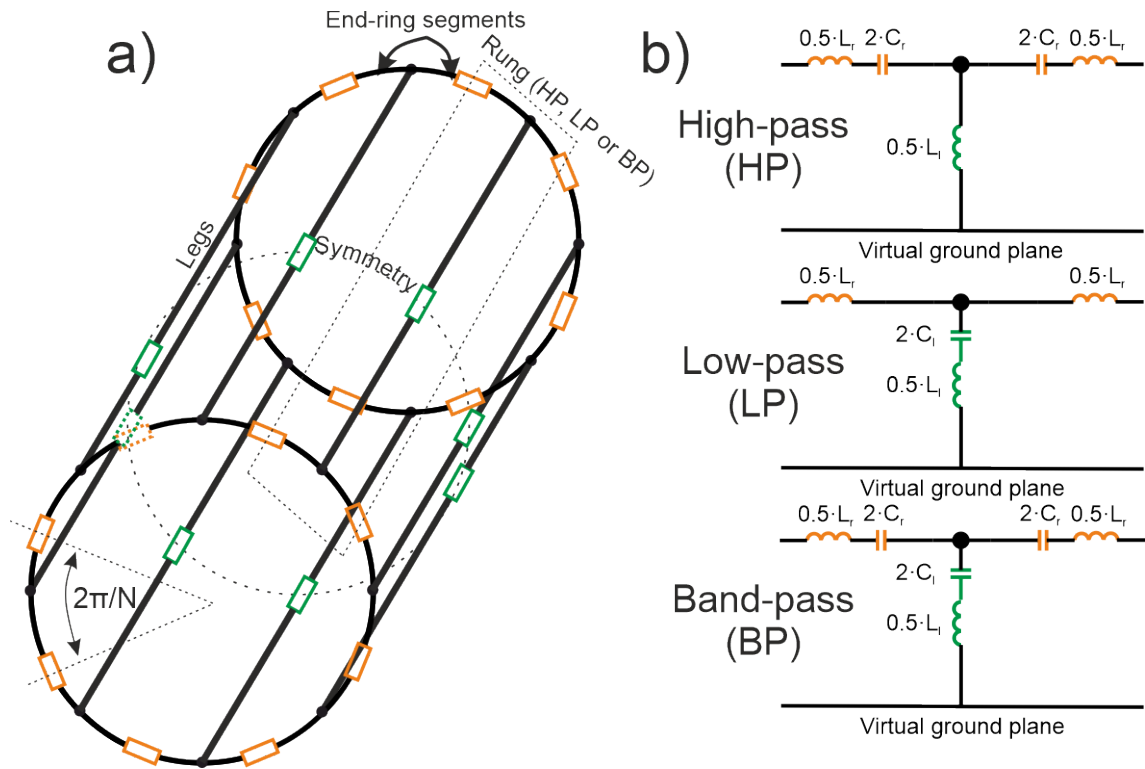 a)
End-ring segments
Rung (HP, LP or BP)
Legs
Symmetry
2π/N
b)
0.5·Lr 2·Cr 2·Cr 0.5·Lr
High-pass
(HP)
0.5·Ll
Virtual ground plane
0.5·Lr 0.5·Lr
Low-pass
(LP)
2·Cl
0.5·Ll
Virtual ground plane
0.5·Lr 2·Cr 2·Cr 0.5·Lr
Band-pass
(BP)
2·Cl
0.5·Ll
Virtual ground plane